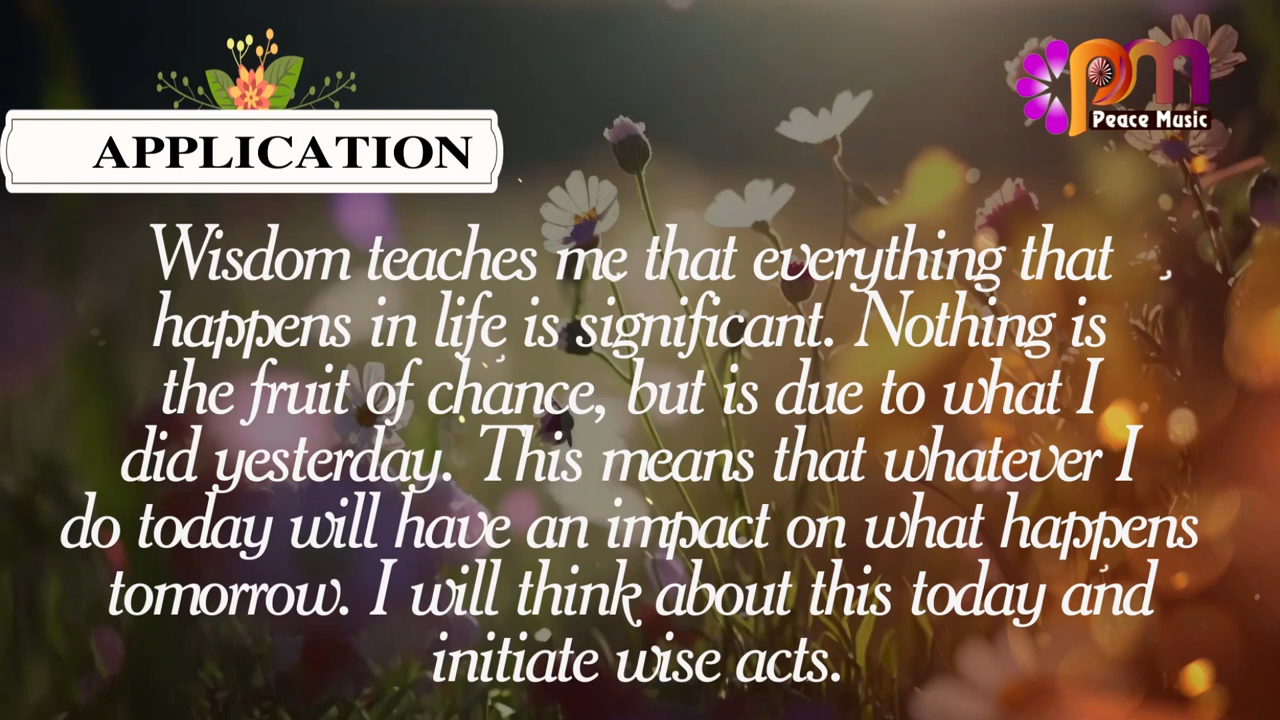 APPLICATION
pm
Peace Music
Wisdom teaches me that everything that
happens in life is significant. Nothing is
the fruit of chance, but is due to what I
did yesterday. This means that whatever I
do today will have an impact on what happens
tomorrow. I will think about this today and
initiate wise acts.